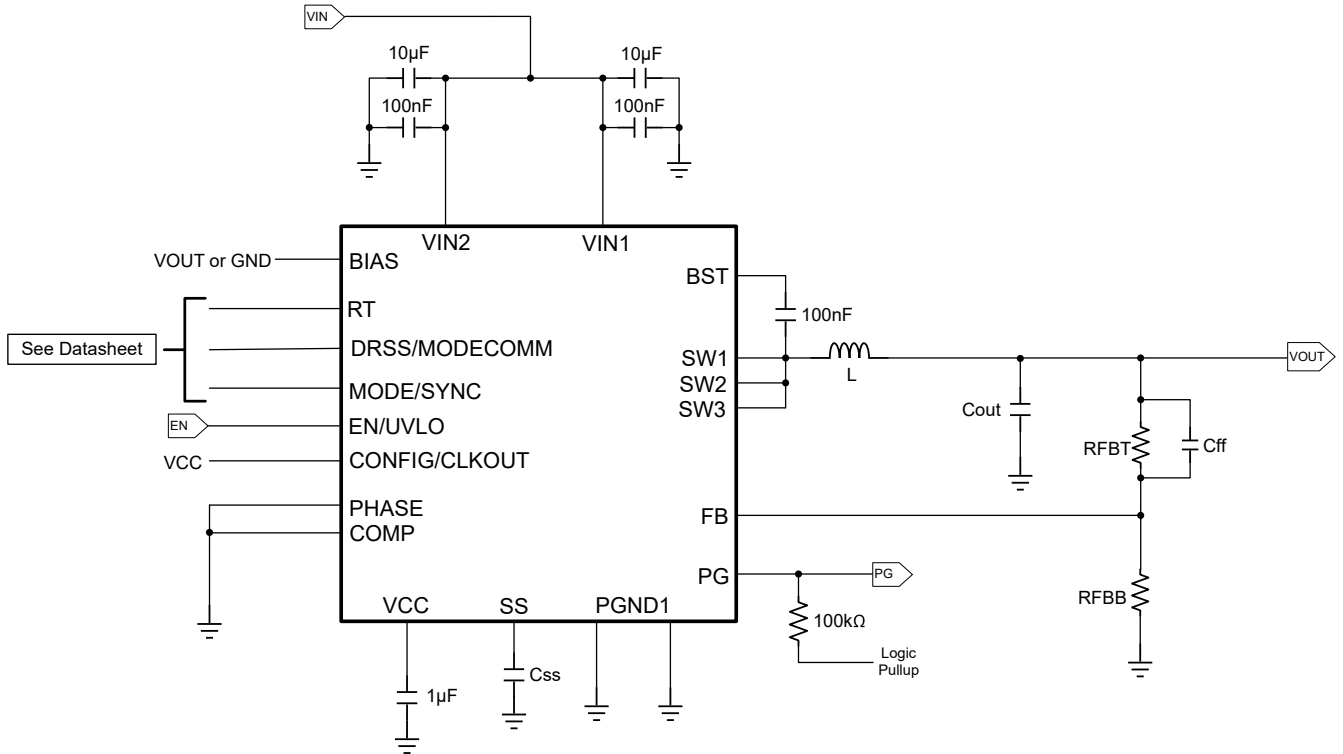 VIN
10µF
10µF
100nF
100nF
VIN2
VIN1
VOUT or GND
BIAS
BST
RT
100nF
See Datasheet
DRSS/MODECOMM
SW1
L
VOUT
SW2
MODE/SYNC
SW3
Cout
EN
EN/UVLO
RFBT
Cff
VCC
CONFIG/CLKOUT
PHASE
FB
COMP
PG
PG
RFBB
VCC
SS
PGND1
100kΩ
Logic
Pullup
Css
1µF